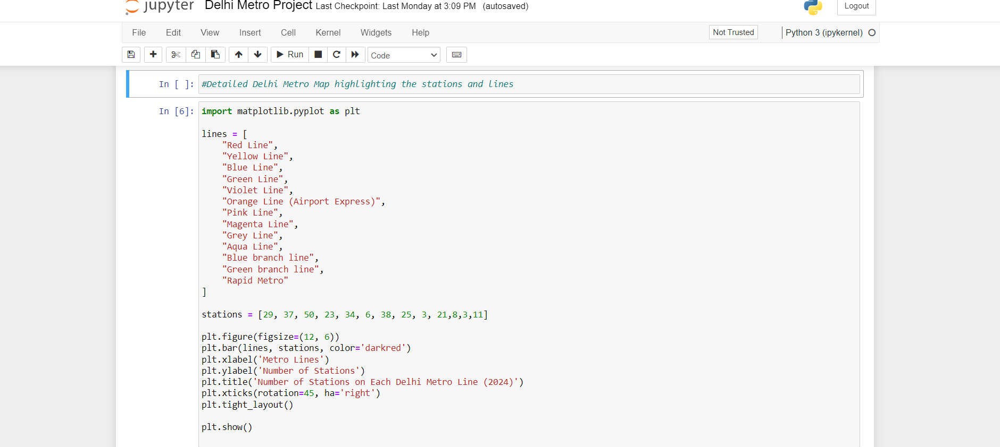 jupyter Delhi Metro Project Last Checkpoint: Last Monday at 3:09 PM (autosaved)
Logout
File Edit View Insert Cell Kernel Widgets Help
Not Trusted
Python 3 (ipykernel)
Run
Code
In [ ]: #Detailed Delhi Metro Map highlighting the stations and lines
In [6]: import matplotlib.pyplot as plt
lines = [
"Red Line",
"Yellow Line",
"Blue Line",
"Green Line",
"Violet Line",
"Orange Line (Airport Express)",
"Pink Line",
"Magenta Line",
"Grey Line",
"Aqua Line",
"Blue branch line",
"Green branch line",
"Rapid Metro"
]
stations = [29, 37, 50, 23, 34, 6, 38, 25, 3, 21,8,3,11]
plt.figure(figsize=(12, 6))
plt.bar(lines, stations, color='darkred')
plt.xlabel('Metro Lines')
plt.ylabel('Number of Stations')
plt.title('Number of Stations on Each Delhi Metro Line (2024)')
plt.xticks(rotation=45, ha='right')
plt.tight_layout()
plt.show()